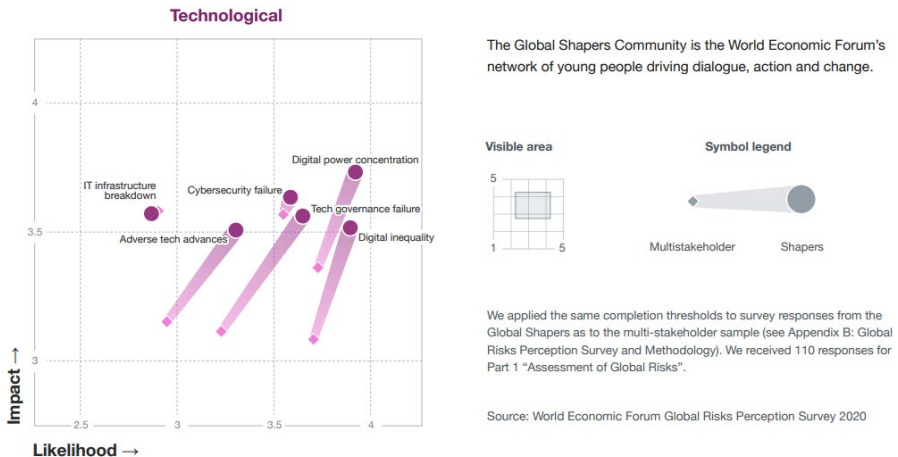 Technological
4
3.5
3
2.5
3
3.5
4
Impact →
Likelihood →
Digital power concentration
IT infrastructure
breakdown
Cybersecurity failure
Tech governance failure
Adverse tech advances
Digital inequality
The Global Shapers Community is the World Economic Forum's
network of young people driving dialogue, action and change.
Visible area
5
1
5
Symbol legend
Multistakeholder
Shapers
We applied the same completion thresholds to survey responses from the
Global Shapers as to the multi-stakeholder sample (see Appendix B: Global
Risks Perception Survey and Methodology). We received 110 responses for
Part 1 “Assessment of Global Risks”.
Source: World Economic Forum Global Risks Perception Survey 2020